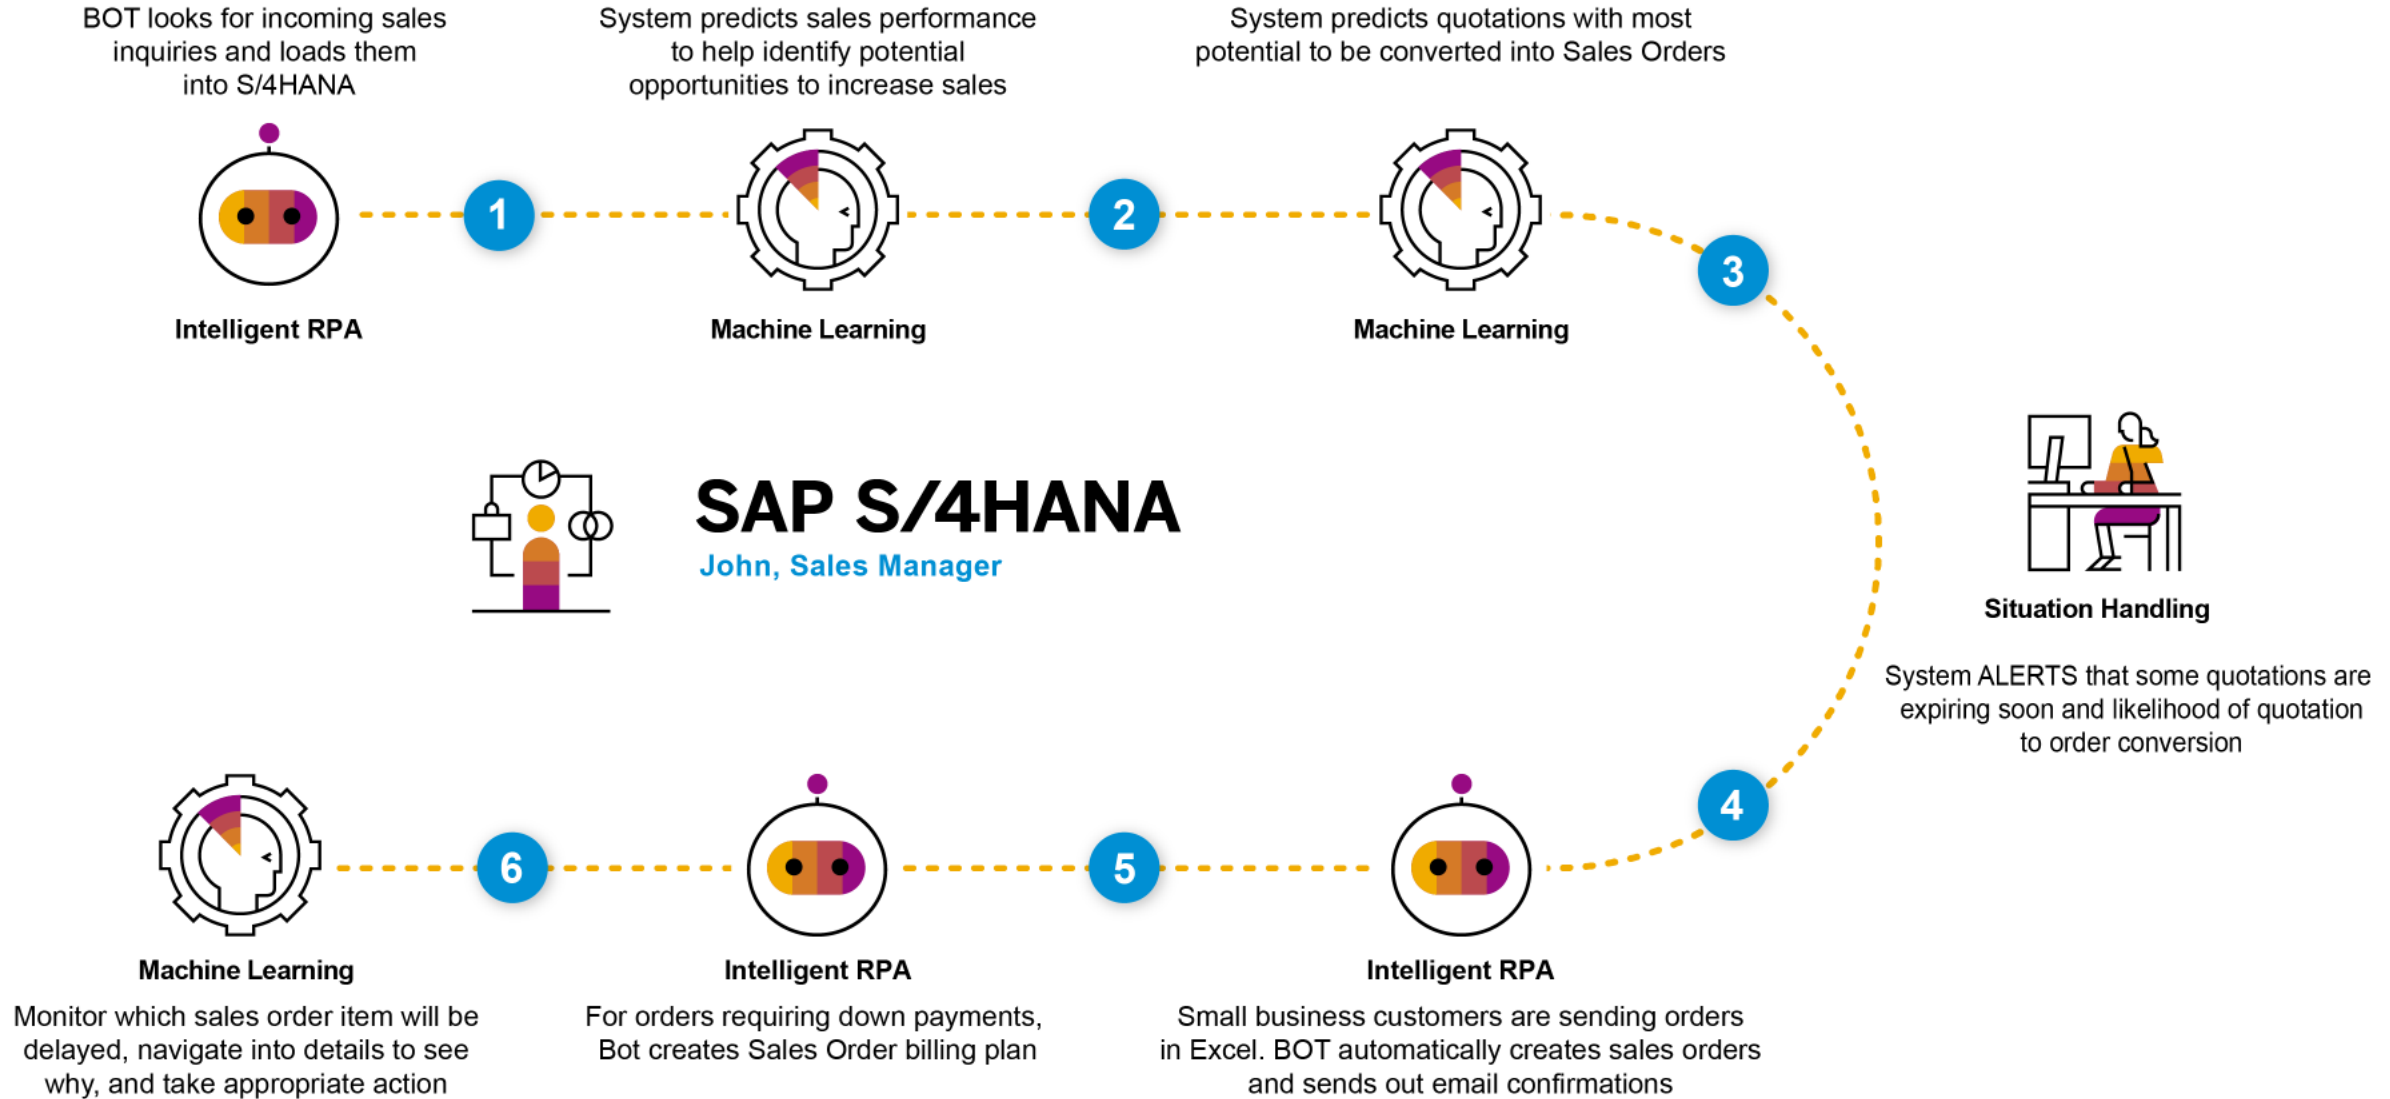 BOT looks for incoming sales
inquiries and loads them
into S/4HANA
System predicts sales performance
to help identify potential
opportunities to increase sales
System predicts quotations with most
potential to be converted into Sales Orders
1
2
3
Intelligent RPA
Machine Learning
Machine Learning
SAP S/4HANA
John, Sales Manager
Situation Handling
System ALERTS that some quotations are
expiring soon and likelihood of quotation
to order conversion
4
5
6
Machine Learning
Monitor which sales order item will be
delayed, navigate into details to see
why, and take appropriate action
Intelligent RPA
For orders requiring down payments,
Bot creates Sales Order billing plan
Intelligent RPA
Small business customers are sending orders
in Excel. BOT automatically creates sales orders
and sends out email confirmations